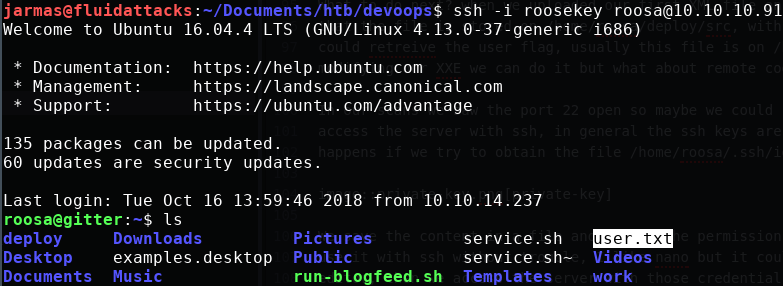 jarmas@fluidattacks:~/Documents/htb/devoops$ ssh -i roosekey roosa@10.10.10.91
Welcome to Ubuntu 16.04.4 LTS (GNU/Linux 4.13.0-37-generic i686)
* Documentation: https://help.ubuntu.com
* Management: https://landscape.canonical.com
* Support: https://ubuntu.com/advantage
135 packages can be updated.
60 updates are security updates.
Last login: Tue Oct 16 13:59:46 2018 from 10.10.14.237
roosa@gitter:~$ ls
deploy Downloads Pictures service.sh user.txt
Desktop examples.desktop Public service.sh~ Videos
Documents Music run-blogfeed.sh Templates work